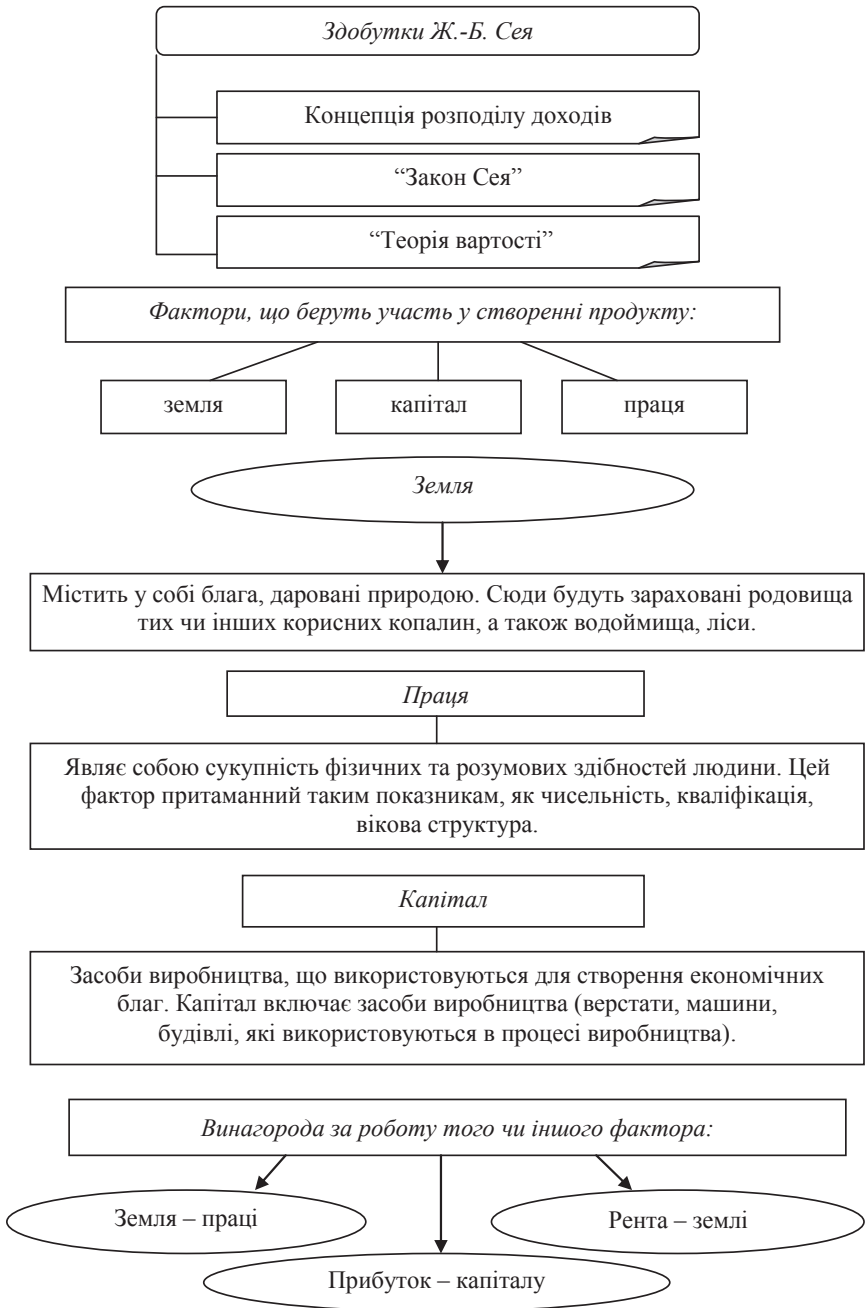 Здобутки Ж.-Б. Сея
Концепція розподілу доходів
“Закон Сея”
“Теорія вартості”
Фактори, що беруть участь у створенні продукту:
земля
капітал
праця
Земля
Містить у собі блага, даровані природою. Сюди будуть зараховані родовища
тих чи інших корисних копалин, а також водоймища, ліси.
Праця
Являє собою сукупність фізичних та розумових здібностей людини. Цей
фактор притаманний таким показникам, як чисельність, кваліфікація,
вікова структура.
Капітал
Засоби виробництва, що використовуються для створення економічних
благ. Капітал включає засоби виробництва (верстати, машини,
будівлі, які використовуються в процесі виробництва).
Винагорода за роботу того чи іншого фактора:
Земля – праці
Рента – землі
Прибуток – капіталу